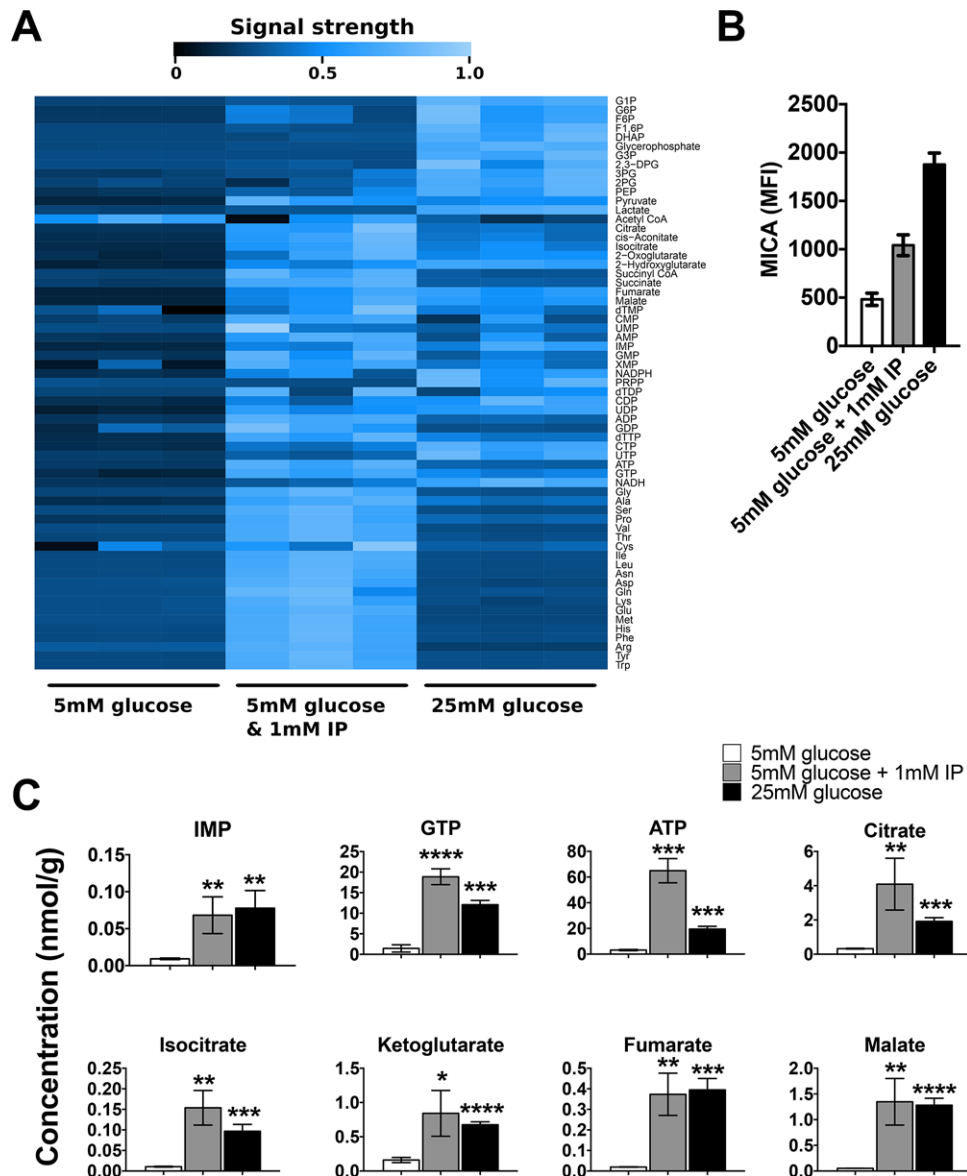 A
Signal strength
0 0.5 1.0
G1P
G6P
F6P
F1,6P
DHAP
Glycerophosphate
G3P
2,3−DPG
3PG
2PG
PEP
Pyruvate
Lactate
Acetyl CoA
Citrate
cis−Aconitate
Isocitrate
2−Oxoglutarate
2−Hydroxyglutarate
Succinyl CoA
Succinate
Fumarate
Malate
dTMP
CMP
UMP
AMP
IMP
GMP
XMP
NADPH
PRPP
dTDP
CDP
UDP
ADP
GDP
dTTP
CTP
UTP
ATP
GTP
NADH
Gly
Ala
Ser
Pro
Val
Thr
Cys
Ile
Leu
Asn
Asp
Gln
Lys
Glu
Met
His
Phe
Arg
Tyr
Trp
5mM glucose
5mM glucose
& 1mM IP
25mM glucose
B
MICA (MFI)
2500
2000
1500
1000
500
0
5mM glucose
5mM glucose + 1mM IP
25mM glucose
5mM glucose
5mM glucose + 1mM IP
25mM glucose
C
Concentration (nmol/g)
IMP
0.15
0.10
0.05
0.00
** **
GTP
25
20
15
10
5
0
**** ***
ATP
80
60
40
20
0
*** ***
Citrate
6
4
2
0
** ***
Isocitrate
0.25
0.20
0.15
0.10
0.05
0.00
** ***
Ketoglutarate
1.5
1.0
0.5
0.0
* ****
Fumarate
0.5
0.4
0.3
0.2
0.1
0.0
** ***
Malate
2.0
1.5
1.0
0.5
0.0
** ****